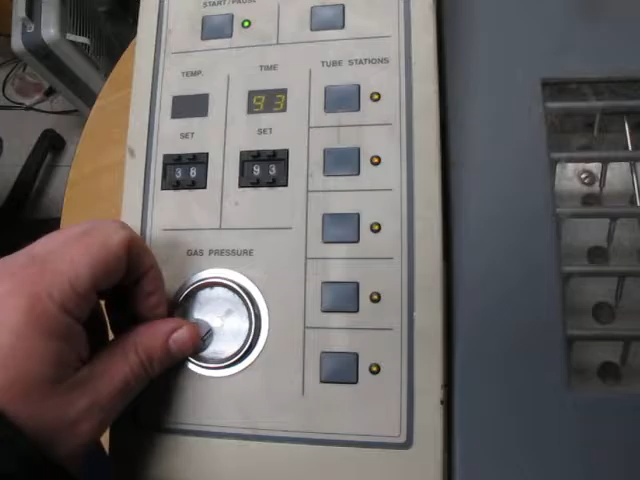 START/PAUSE
TEMP.
TIME
TUBE STATIONS
93
SET
SET
36
93
GAS PRESSURE